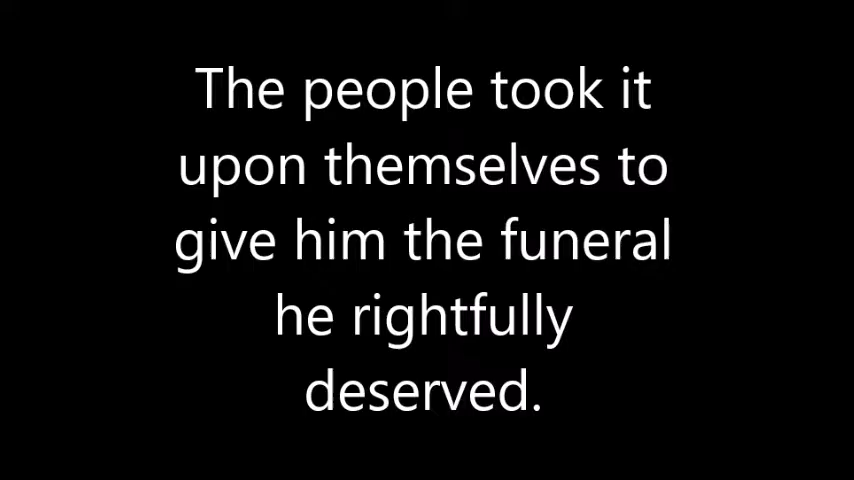 The people took it
upon themselves to
give him the funeral
he rightfully
deserved.